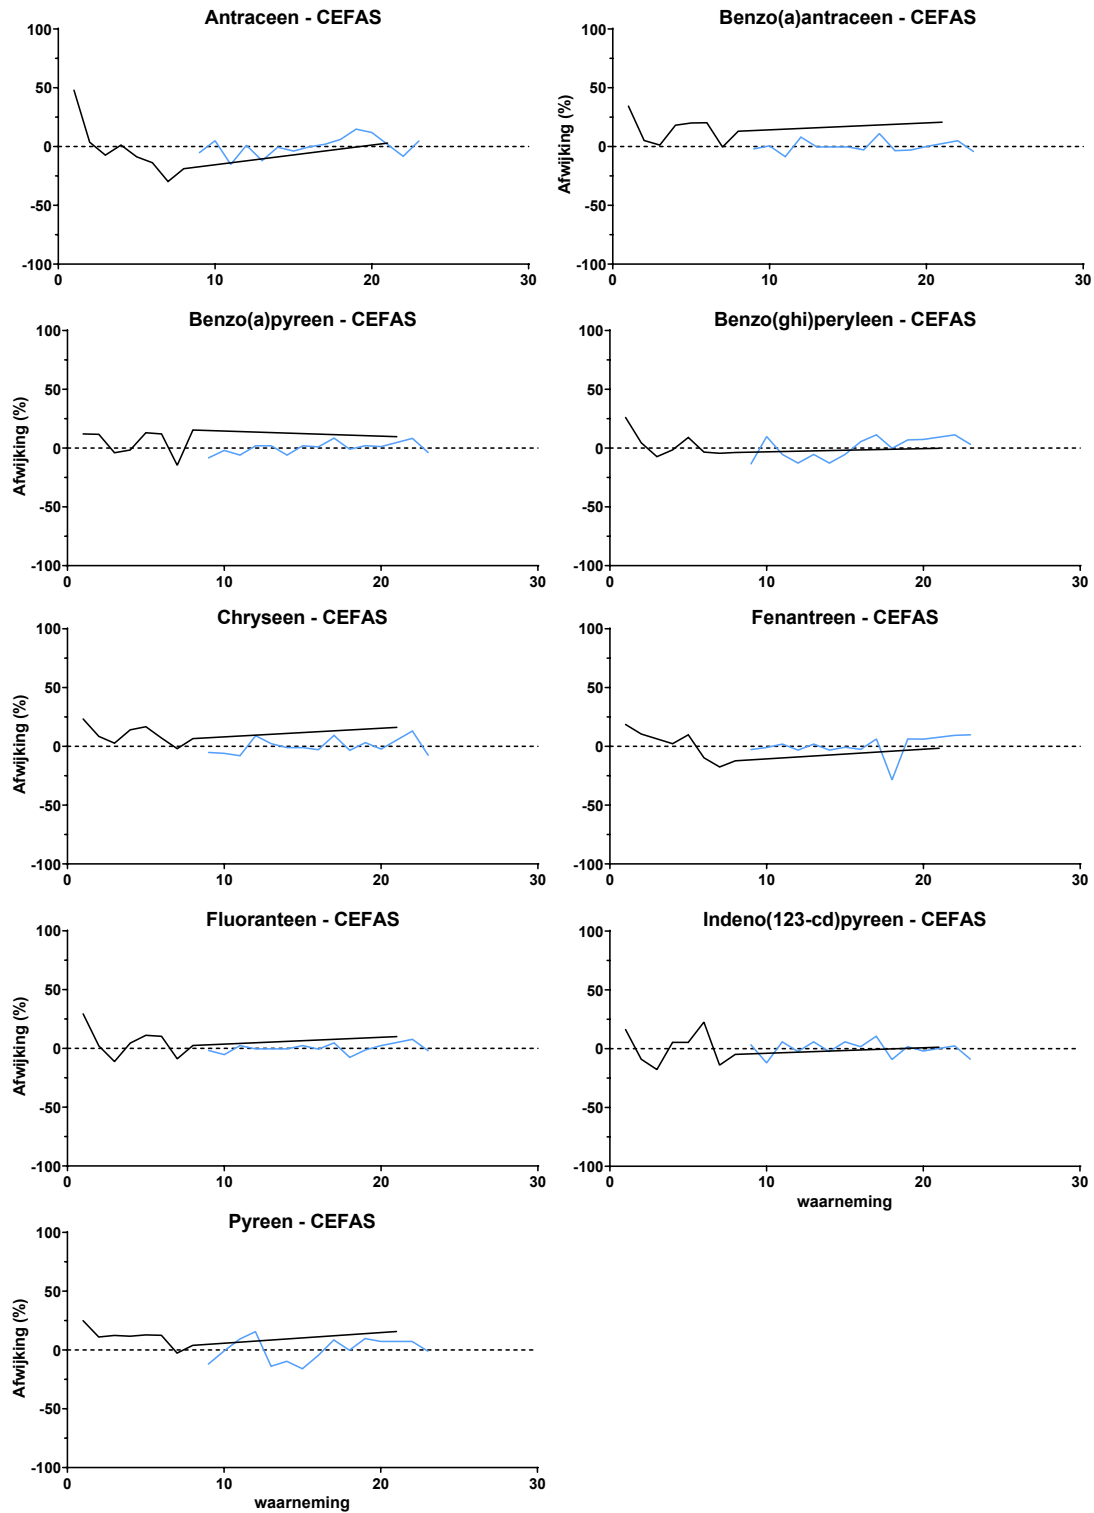 Antraceen - CEFAS
100
50
0
-50
-100
0 10 20 30
Benzo(a)antraceen - CEFAS
Afwijking (%)
100
50
0
-50
-100
0 10 20 30
Benzo(a)pyreen - CEFAS
Afwijking (%)
100
50
0
-50
-100
0 10 20 30
Benzo(ghi)peryleen - CEFAS
100
50
0
-50
-100
0 10 20 30
Chryseen - CEFAS
Afwijking (%)
100
50
0
-50
-100
0 10 20 30
Fenantreen - CEFAS
100
50
0
-50
-100
0 10 20 30
Fluoranteen - CEFAS
Afwijking (%)
100
50
0
-50
-100
0 10 20 30
Indeno(123-cd)pyreen - CEFAS
100
50
0
-50
-100
0 10 20 30
waarneming
Pyreen - CEFAS
Afwijking (%)
100
50
0
-50
-100
0 10 20 30
waarneming